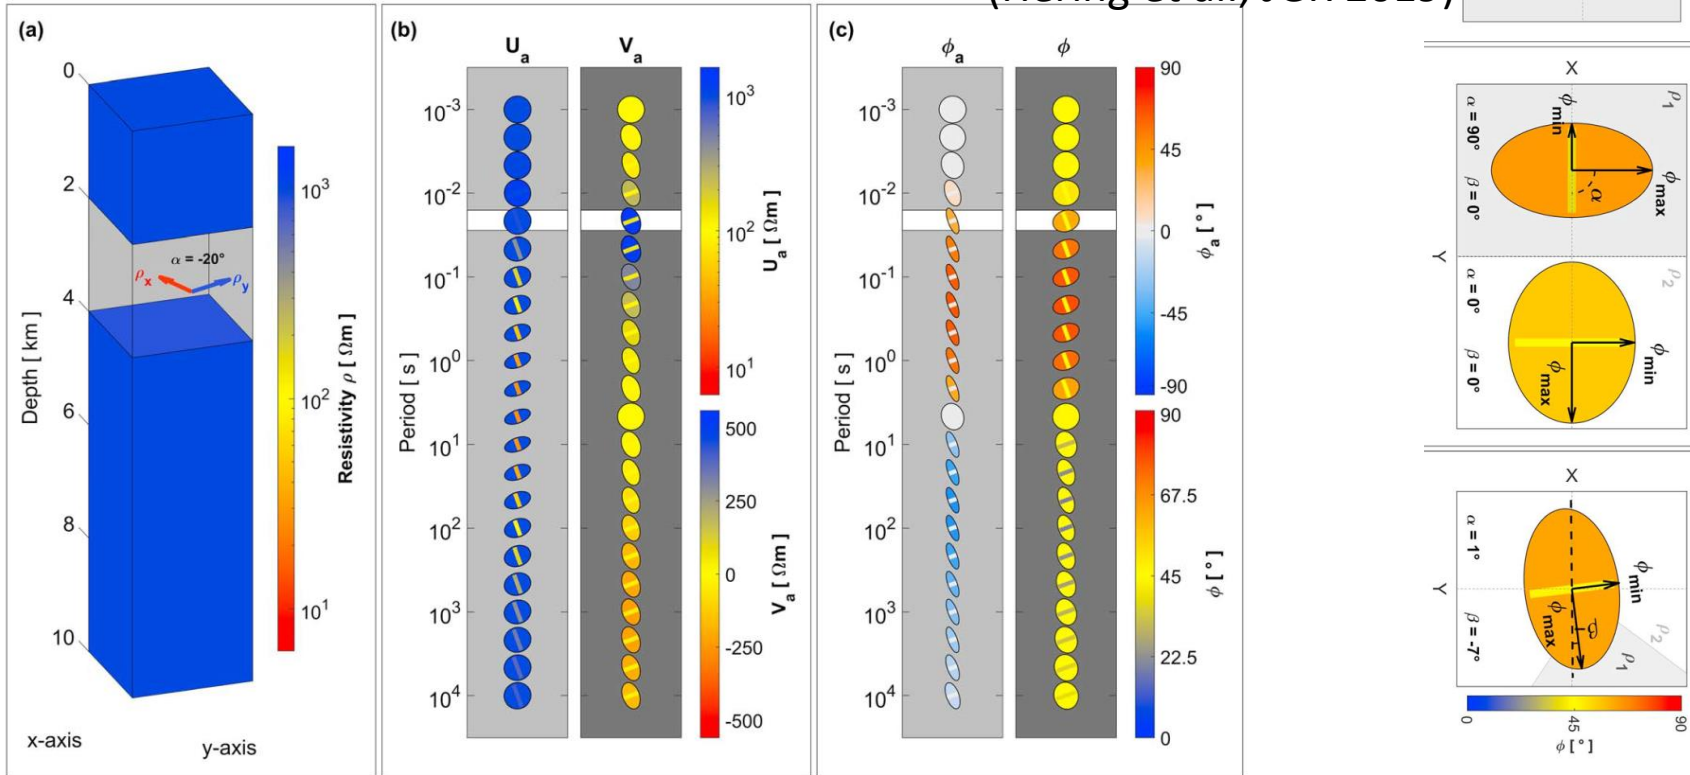 (a)
0
2
4
6
8
10
Depth [ km ]
α = -20°
ρx
ρy
x-axis
y-axis
10³
10²
10¹
Resistivity ρ [ Ωm ]
(b)
Ua
Va
10⁻³
10⁻²
10⁻¹
10⁰
10¹
10²
10³
10⁴
Period [ s ]
10³
10²
10¹
Ua [ Ωm ]
500
250
0
-250
-500
Va [ Ωm ]
(c)
ϕa
ϕ
10⁻³
10⁻²
10⁻¹
10⁰
10¹
10²
10³
10⁴
Period [ s ]
90
45
0
-45
-90
ϕa [ ° ]
90
67.5
45
22.5
0
ϕ [ ° ]
X
Y
ρ1
ϕmin
ϕmax
α
α = 90°
β = 0°
ρ2
ϕmin
ϕmax
α = 0°
β = 0°
X
Y
α = 1°
β = -7°
ϕmin
ϕmax
β
ρ2
ρ1
0
45
90
ϕ [ ° ]